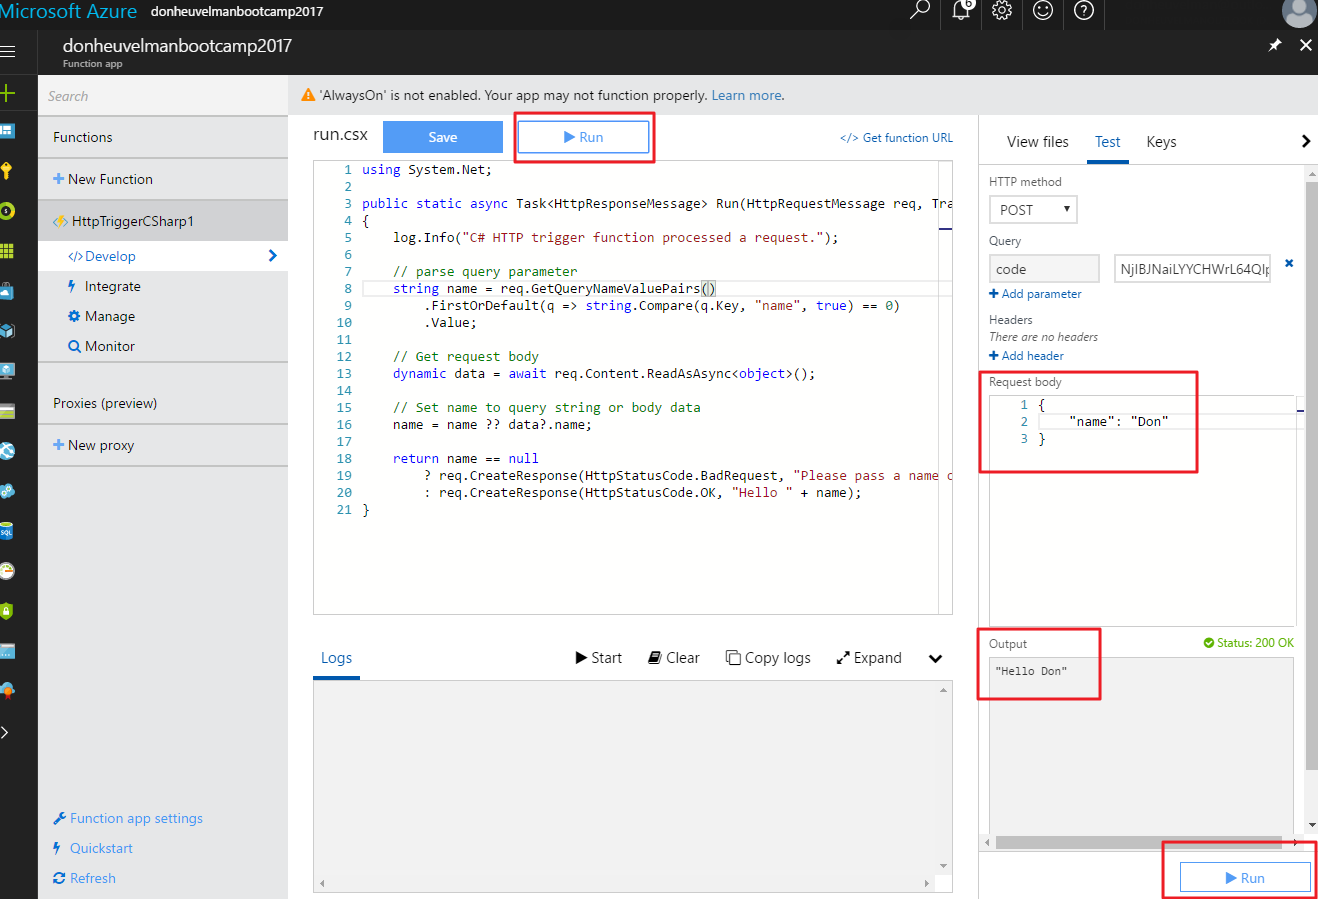 Microsoft Azure donheuvelmanbootcamp2017
6
donheuvelmanbootcamp2017
Function app
Search
Functions
New Function
HttpTriggerCSharp1
</> Develop
Integrate
Manage
Monitor
Proxies (preview)
New proxy
Function app settings
Quickstart
Refresh
'AlwaysOn' is not enabled. Your app may not function properly. Learn more.
run.csx
Save
Run
</> Get function URL
1 using System.Net;
2
3 public static async Task<HttpResponseMessage> Run(HttpRequestMessage req, Tra
4 {
5 log.Info("C# HTTP trigger function processed a request.");
6
7 // parse query parameter
8 string name = req.GetQueryNameValuePairs()
9 .FirstOrDefault(q => string.Compare(q.Key, "name", true) == 0)
10 .Value;
11
12 // Get request body
13 dynamic data = await req.Content.ReadAsAsync<object>();
14
15 // Set name to query string or body data
16 name = name ?? data?.name;
17
18 return name == null
19 ? req.CreateResponse(HttpStatusCode.BadRequest, "Please pass a name o
20 : req.CreateResponse(HttpStatusCode.OK, "Hello " + name);
21 }
Logs
Start
Clear
Copy logs
Expand
View files
Test
Keys
HTTP method
POST
Query
code
+ Add parameter
Headers
There are no headers
+ Add header
Request body
1 {
2 "name": "Don"
3 }
Output
Status: 200 OK
"Hello Don"
Run
SQL